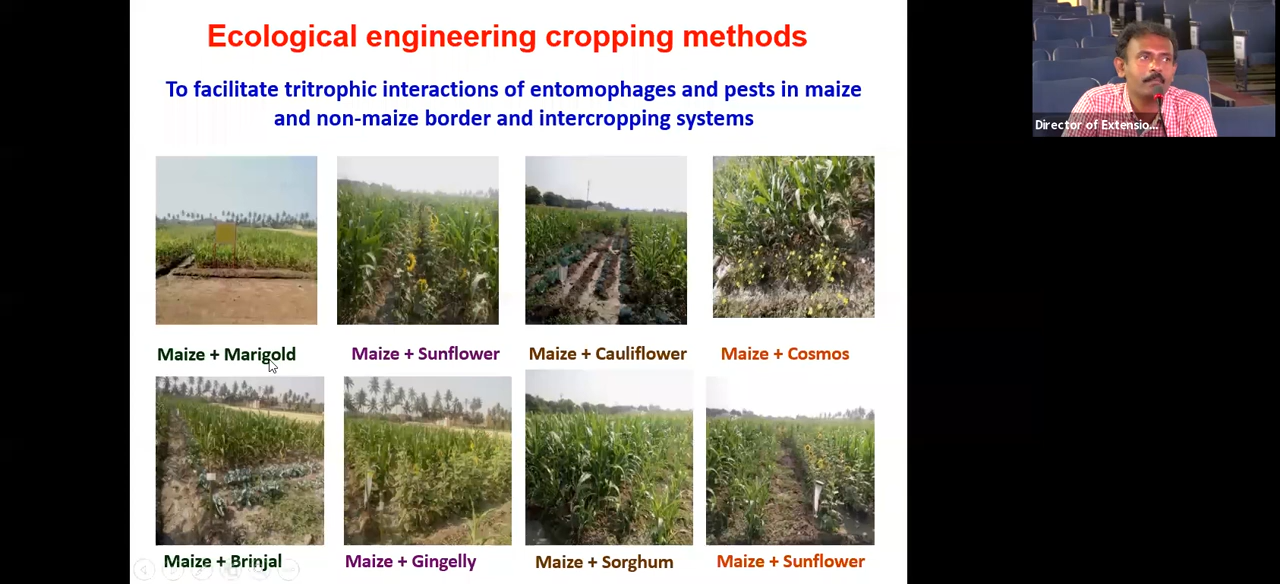 Ecological engineering cropping methods
To facilitate tritrophic interactions of entomophages and pests in maize
and non-maize border and intercropping systems
Director of Extensio...
Maize + Marigold
Maize + Sunflower
Maize + Cauliflower
Maize + Cosmos
Maize + Brinjal
Maize + Gingelly
Maize + Sorghum
Maize + Sunflower